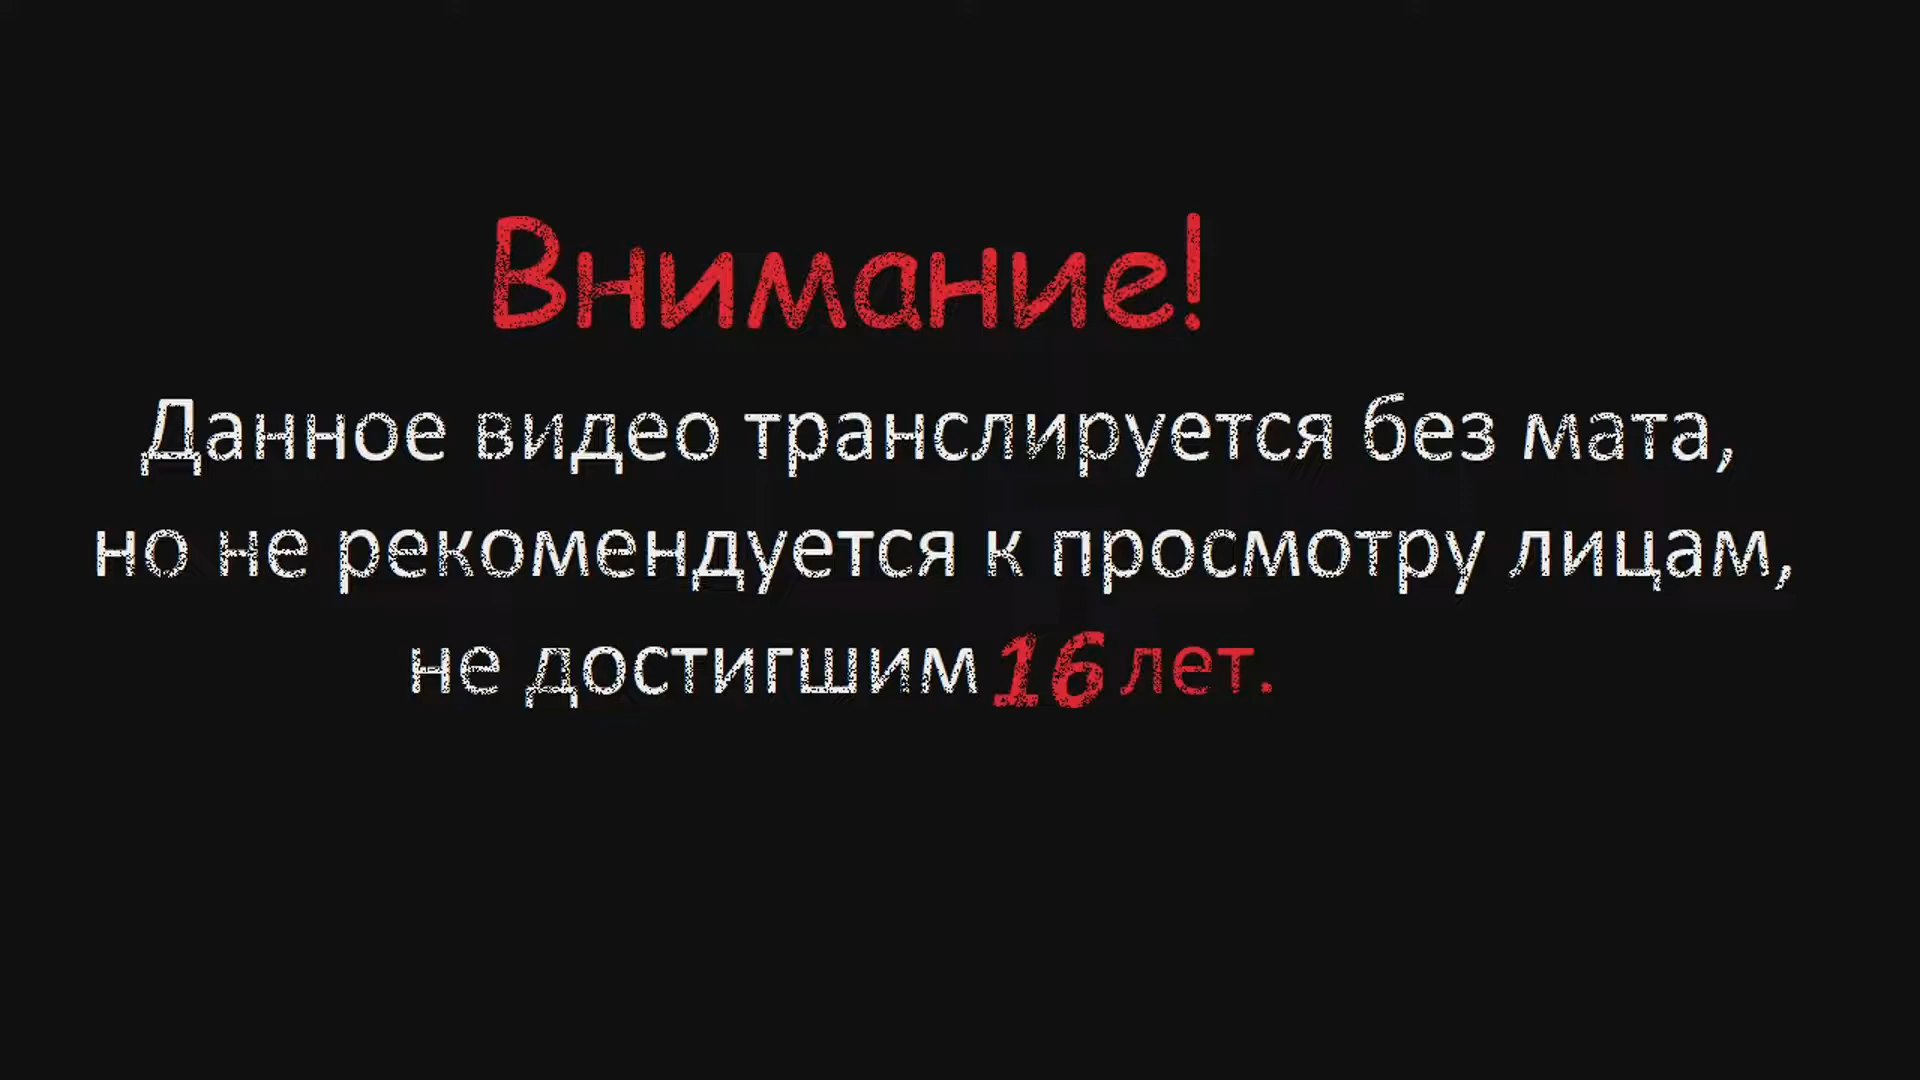 Внимание!
Данное видео транслируется без мата,
но не рекомендуется к просмотру лицам,
не достигшим 16 лет.